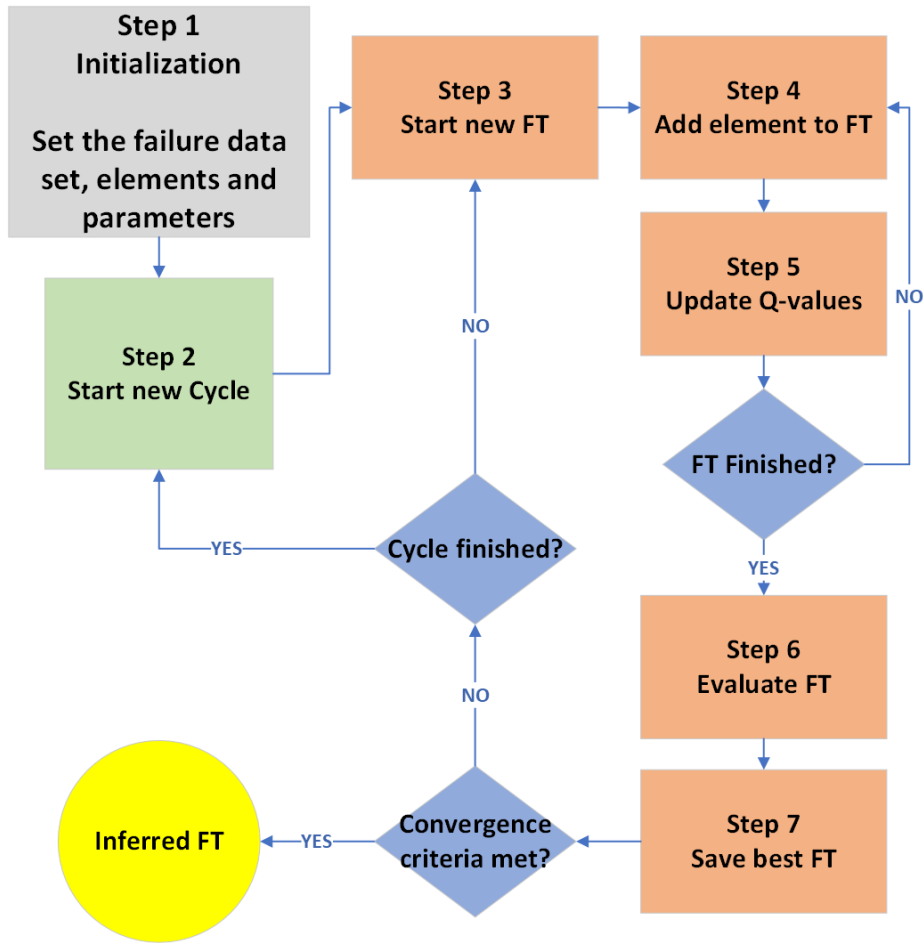 Step 1
Initialization
Set the failure data
set, elements and
parameters
Step 2
Start new Cycle
Step 3
Start new FT
Step 4
Add element to FT
Step 5
Update Q-values
FT Finished?
NO
YES
Step 6
Evaluate FT
Step 7
Save best FT
Convergence
criteria met?
YES
Inferred FT
NO
Cycle finished?
YES
NO